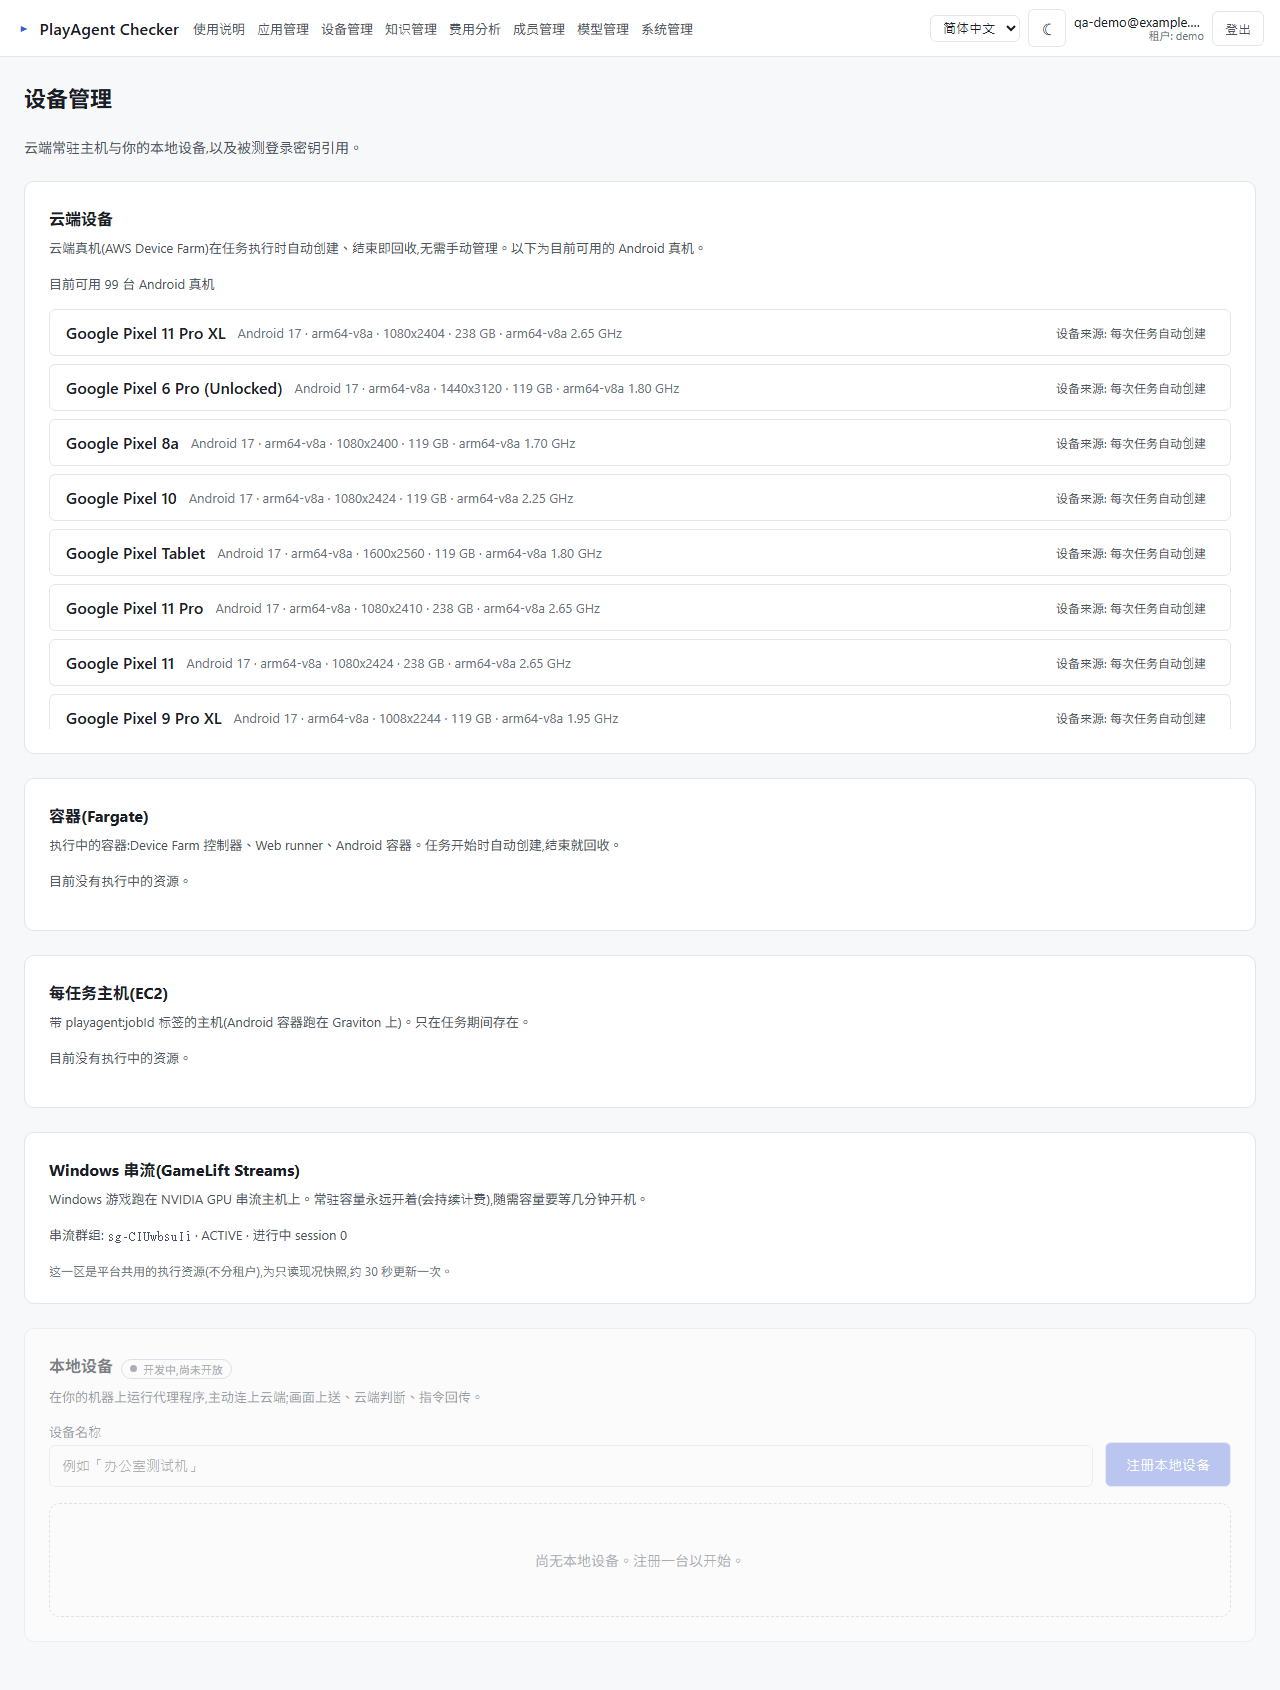 ▸ PlayAgent Checker 使用说明 应用管理 设备管理 知识管理 费用分析 成员管理 模型管理 系统管理 简体中文 ☾ qa-demo@example.... 租户: demo 登出
设备管理
云端常驻主机与你的本地设备,以及被测登录密钥引用。
云端设备
云端真机(AWS Device Farm)在任务执行时自动创建、结束即回收,无需手动管理。以下为目前可用的 Android 真机。
目前可用 99 台 Android 真机
Google Pixel 11 Pro XL Android 17 · arm64-v8a · 1080x2404 · 238 GB · arm64-v8a 2.65 GHz 设备来源: 每次任务自动创建
Google Pixel 6 Pro (Unlocked) Android 17 · arm64-v8a · 1440x3120 · 119 GB · arm64-v8a 1.80 GHz 设备来源: 每次任务自动创建
Google Pixel 8a Android 17 · arm64-v8a · 1080x2400 · 119 GB · arm64-v8a 1.70 GHz 设备来源: 每次任务自动创建
Google Pixel 10 Android 17 · arm64-v8a · 1080x2424 · 119 GB · arm64-v8a 2.25 GHz 设备来源: 每次任务自动创建
Google Pixel Tablet Android 17 · arm64-v8a · 1600x2560 · 119 GB · arm64-v8a 1.80 GHz 设备来源: 每次任务自动创建
Google Pixel 11 Pro Android 17 · arm64-v8a · 1080x2410 · 238 GB · arm64-v8a 2.65 GHz 设备来源: 每次任务自动创建
Google Pixel 11 Android 17 · arm64-v8a · 1080x2424 · 238 GB · arm64-v8a 2.65 GHz 设备来源: 每次任务自动创建
Google Pixel 9 Pro XL Android 17 · arm64-v8a · 1008x2244 · 119 GB · arm64-v8a 1.95 GHz 设备来源: 每次任务自动创建
容器(Fargate)
执行中的容器:Device Farm 控制器、Web runner、Android 容器。任务开始时自动创建,结束就回收。
目前没有执行中的资源。
每任务主机(EC2)
带 playagent:jobId 标签的主机(Android 容器跑在 Graviton 上)。只在任务期间存在。
目前没有执行中的资源。
Windows 串流(GameLift Streams)
Windows 游戏跑在 NVIDIA GPU 串流主机上。常驻容量永远开着(会持续计费),随需容量要等几分钟开机。
串流群组: sg-CIUwbsuIi · ACTIVE · 进行中 session 0
这一区是平台共用的执行资源(不分租户),为只读现况快照,约 30 秒更新一次。
本地设备 ● 开发中,尚未开放
在你的机器上运行代理程序,主动连上云端;画面上送、云端判断、指令回传。
设备名称
例如「办公室测试机」 注册本地设备
尚无本地设备。注册一台以开始。